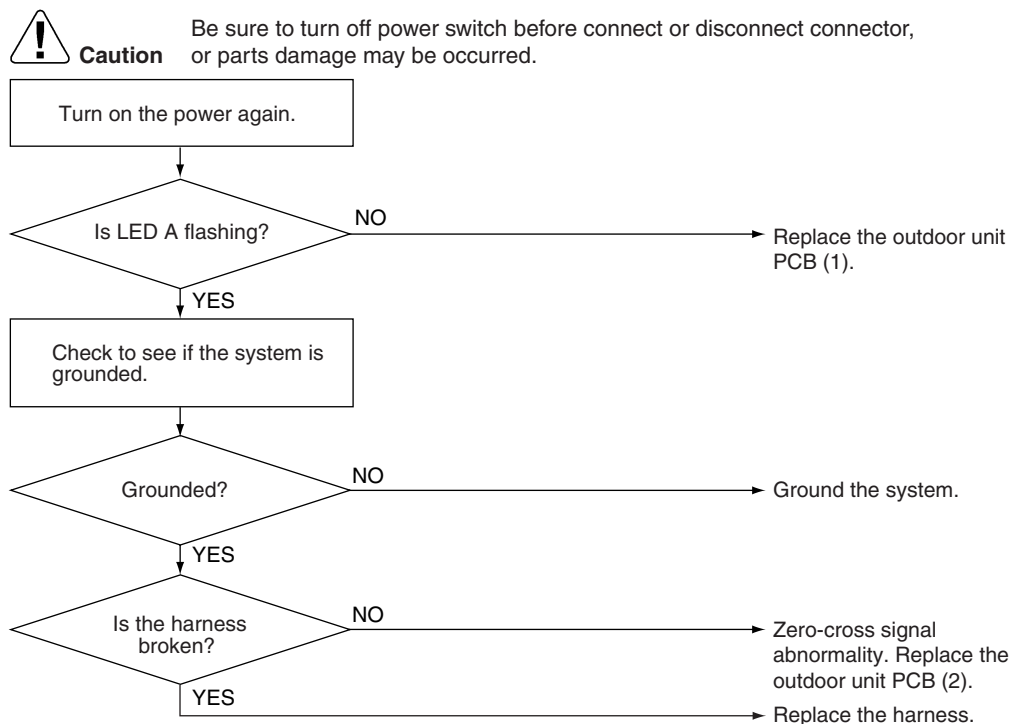 !
Caution
Be sure to turn off power switch before connect or disconnect connector,
or parts damage may be occurred.
Turn on the power again.
Is LED A flashing?
NO
Replace the outdoor unit
PCB (1).
YES
Check to see if the system is
grounded.
Grounded?
NO
Ground the system.
YES
Is the harness
broken?
NO
Zero-cross signal
abnormality. Replace the
outdoor unit PCB (2).
YES
Replace the harness.